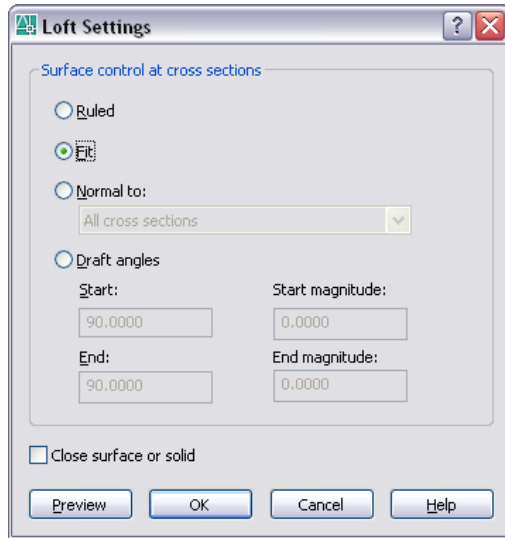 Loft Settings
Surface control at cross sections
Ruled
Fit
Normal to:
All cross sections
Draft angles
Start:
Start magnitude:
90.0000
0.0000
End:
End magnitude:
90.0000
0.0000
Close surface or solid
Preview
OK
Cancel
Help